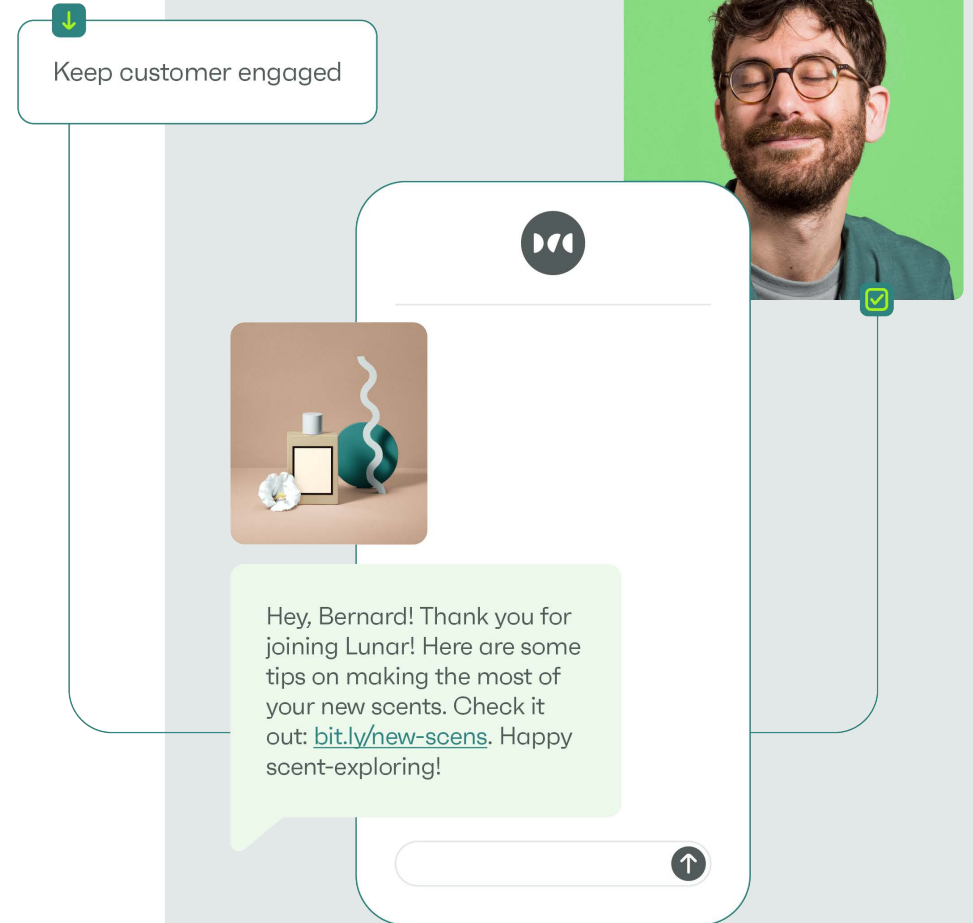 Keep customer engaged
Hey, Bernard! Thank you for
joining Lunar! Here are some
tips on making the most of
your new scents. Check it
out: bit.ly/new-scens. Happy
scent-exploring!